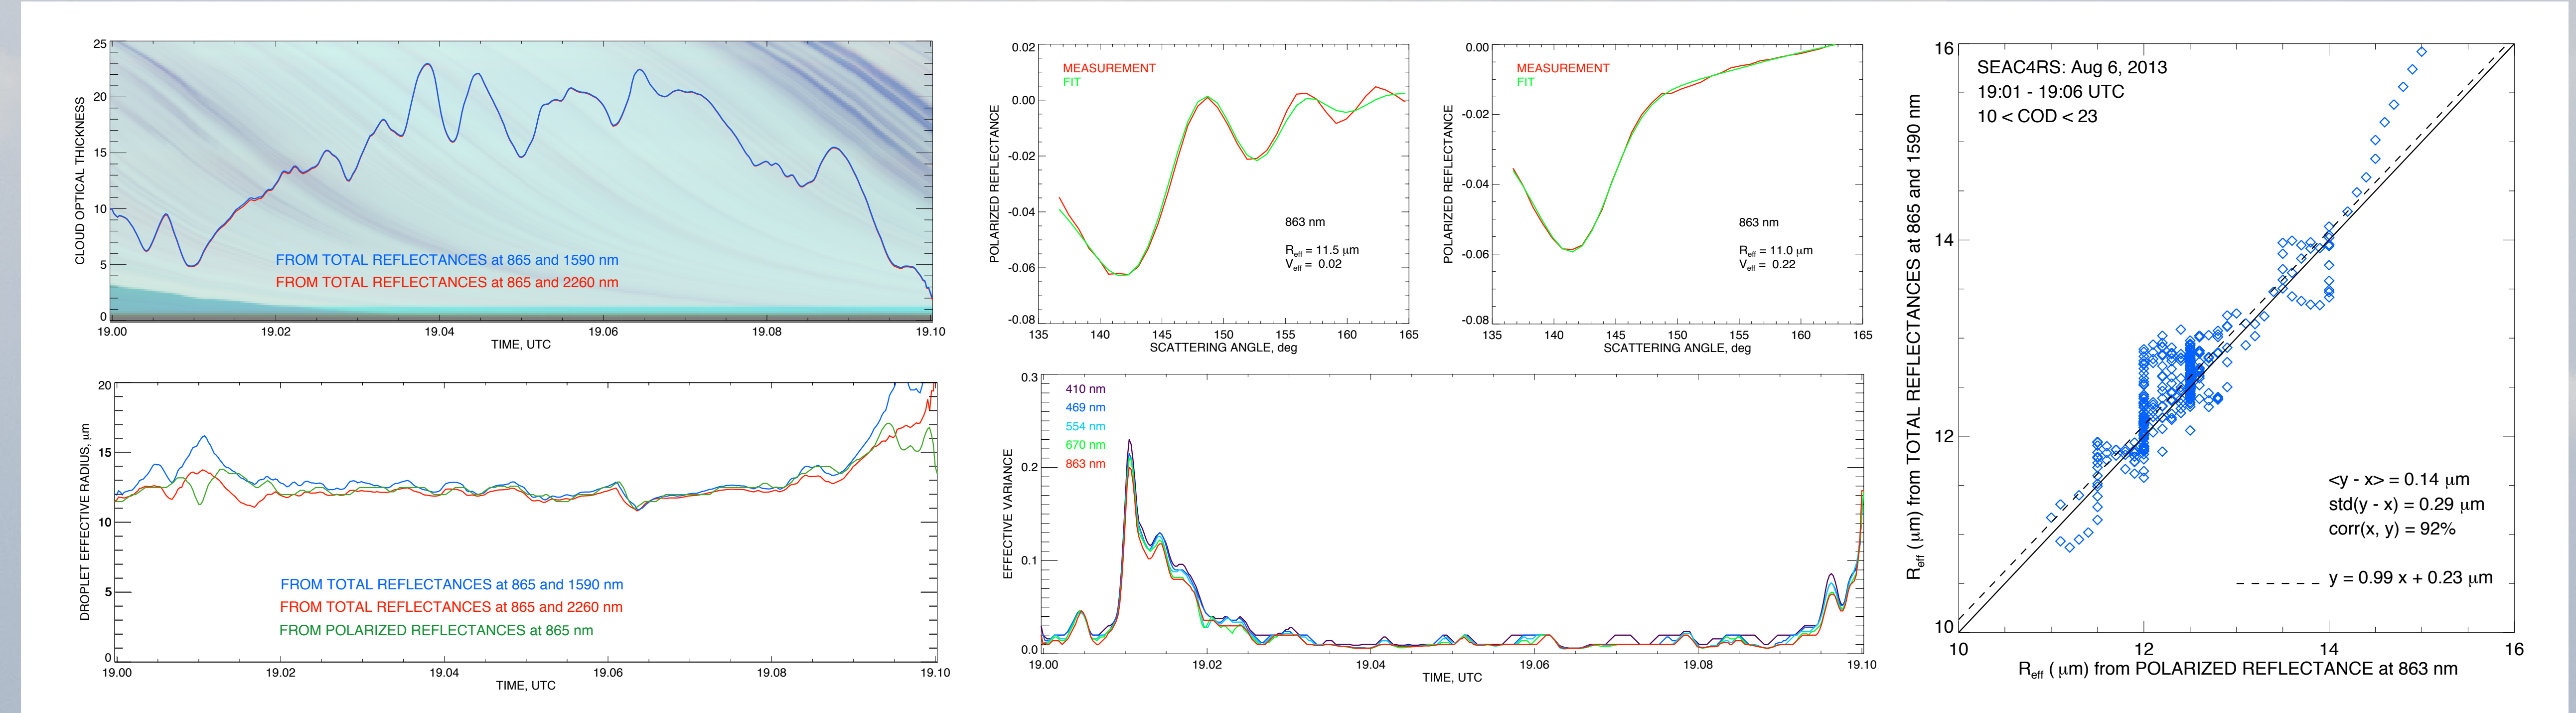 25
20
15
10
5
0
CLOUD OPTICAL THICKNESS
FROM TOTAL REFLECTANCES at 865 and 1590 nm
FROM TOTAL REFLECTANCES at 865 and 2260 nm
19.00 19.02 19.04 19.06 19.08 19.10
TIME, UTC
20
15
10
5
0
DROPLET EFFECTIVE RADIUS, μm
FROM TOTAL REFLECTANCES at 865 and 1590 nm
FROM TOTAL REFLECTANCES at 865 and 2260 nm
FROM POLARIZED REFLECTANCES at 865 nm
19.00 19.02 19.04 19.06 19.08 19.10
TIME, UTC
0.02
0.00
-0.02
-0.04
-0.06
-0.08
POLARIZED REFLECTANCE
MEASUREMENT
FIT
863 nm
Reff = 11.5 μm
Veff = 0.02
135 140 145 150 155 160 165
SCATTERING ANGLE, deg
0.00
-0.02
-0.04
-0.06
-0.08
POLARIZED REFLECTANCE
MEASUREMENT
FIT
863 nm
Reff = 11.0 μm
Veff = 0.22
135 140 145 150 155 160 165
SCATTERING ANGLE, deg
0.3
0.2
0.1
0.0
EFFECTIVE VARIANCE
410 nm
469 nm
554 nm
670 nm
863 nm
19.00 19.02 19.04 19.06 19.08 19.10
TIME, UTC
16
14
12
10
Reff (μm) from TOTAL REFLECTANCES at 865 and 1590 nm
SEAC4RS: Aug 6, 2013
19:01 - 19:06 UTC
10 < COD < 23
<y - x> = 0.14 μm
std(y - x) = 0.29 μm
corr(x, y) = 92%
y = 0.99 x + 0.23 μm
10 12 14 16
Reff (μm) from POLARIZED REFLECTANCE at 863 nm